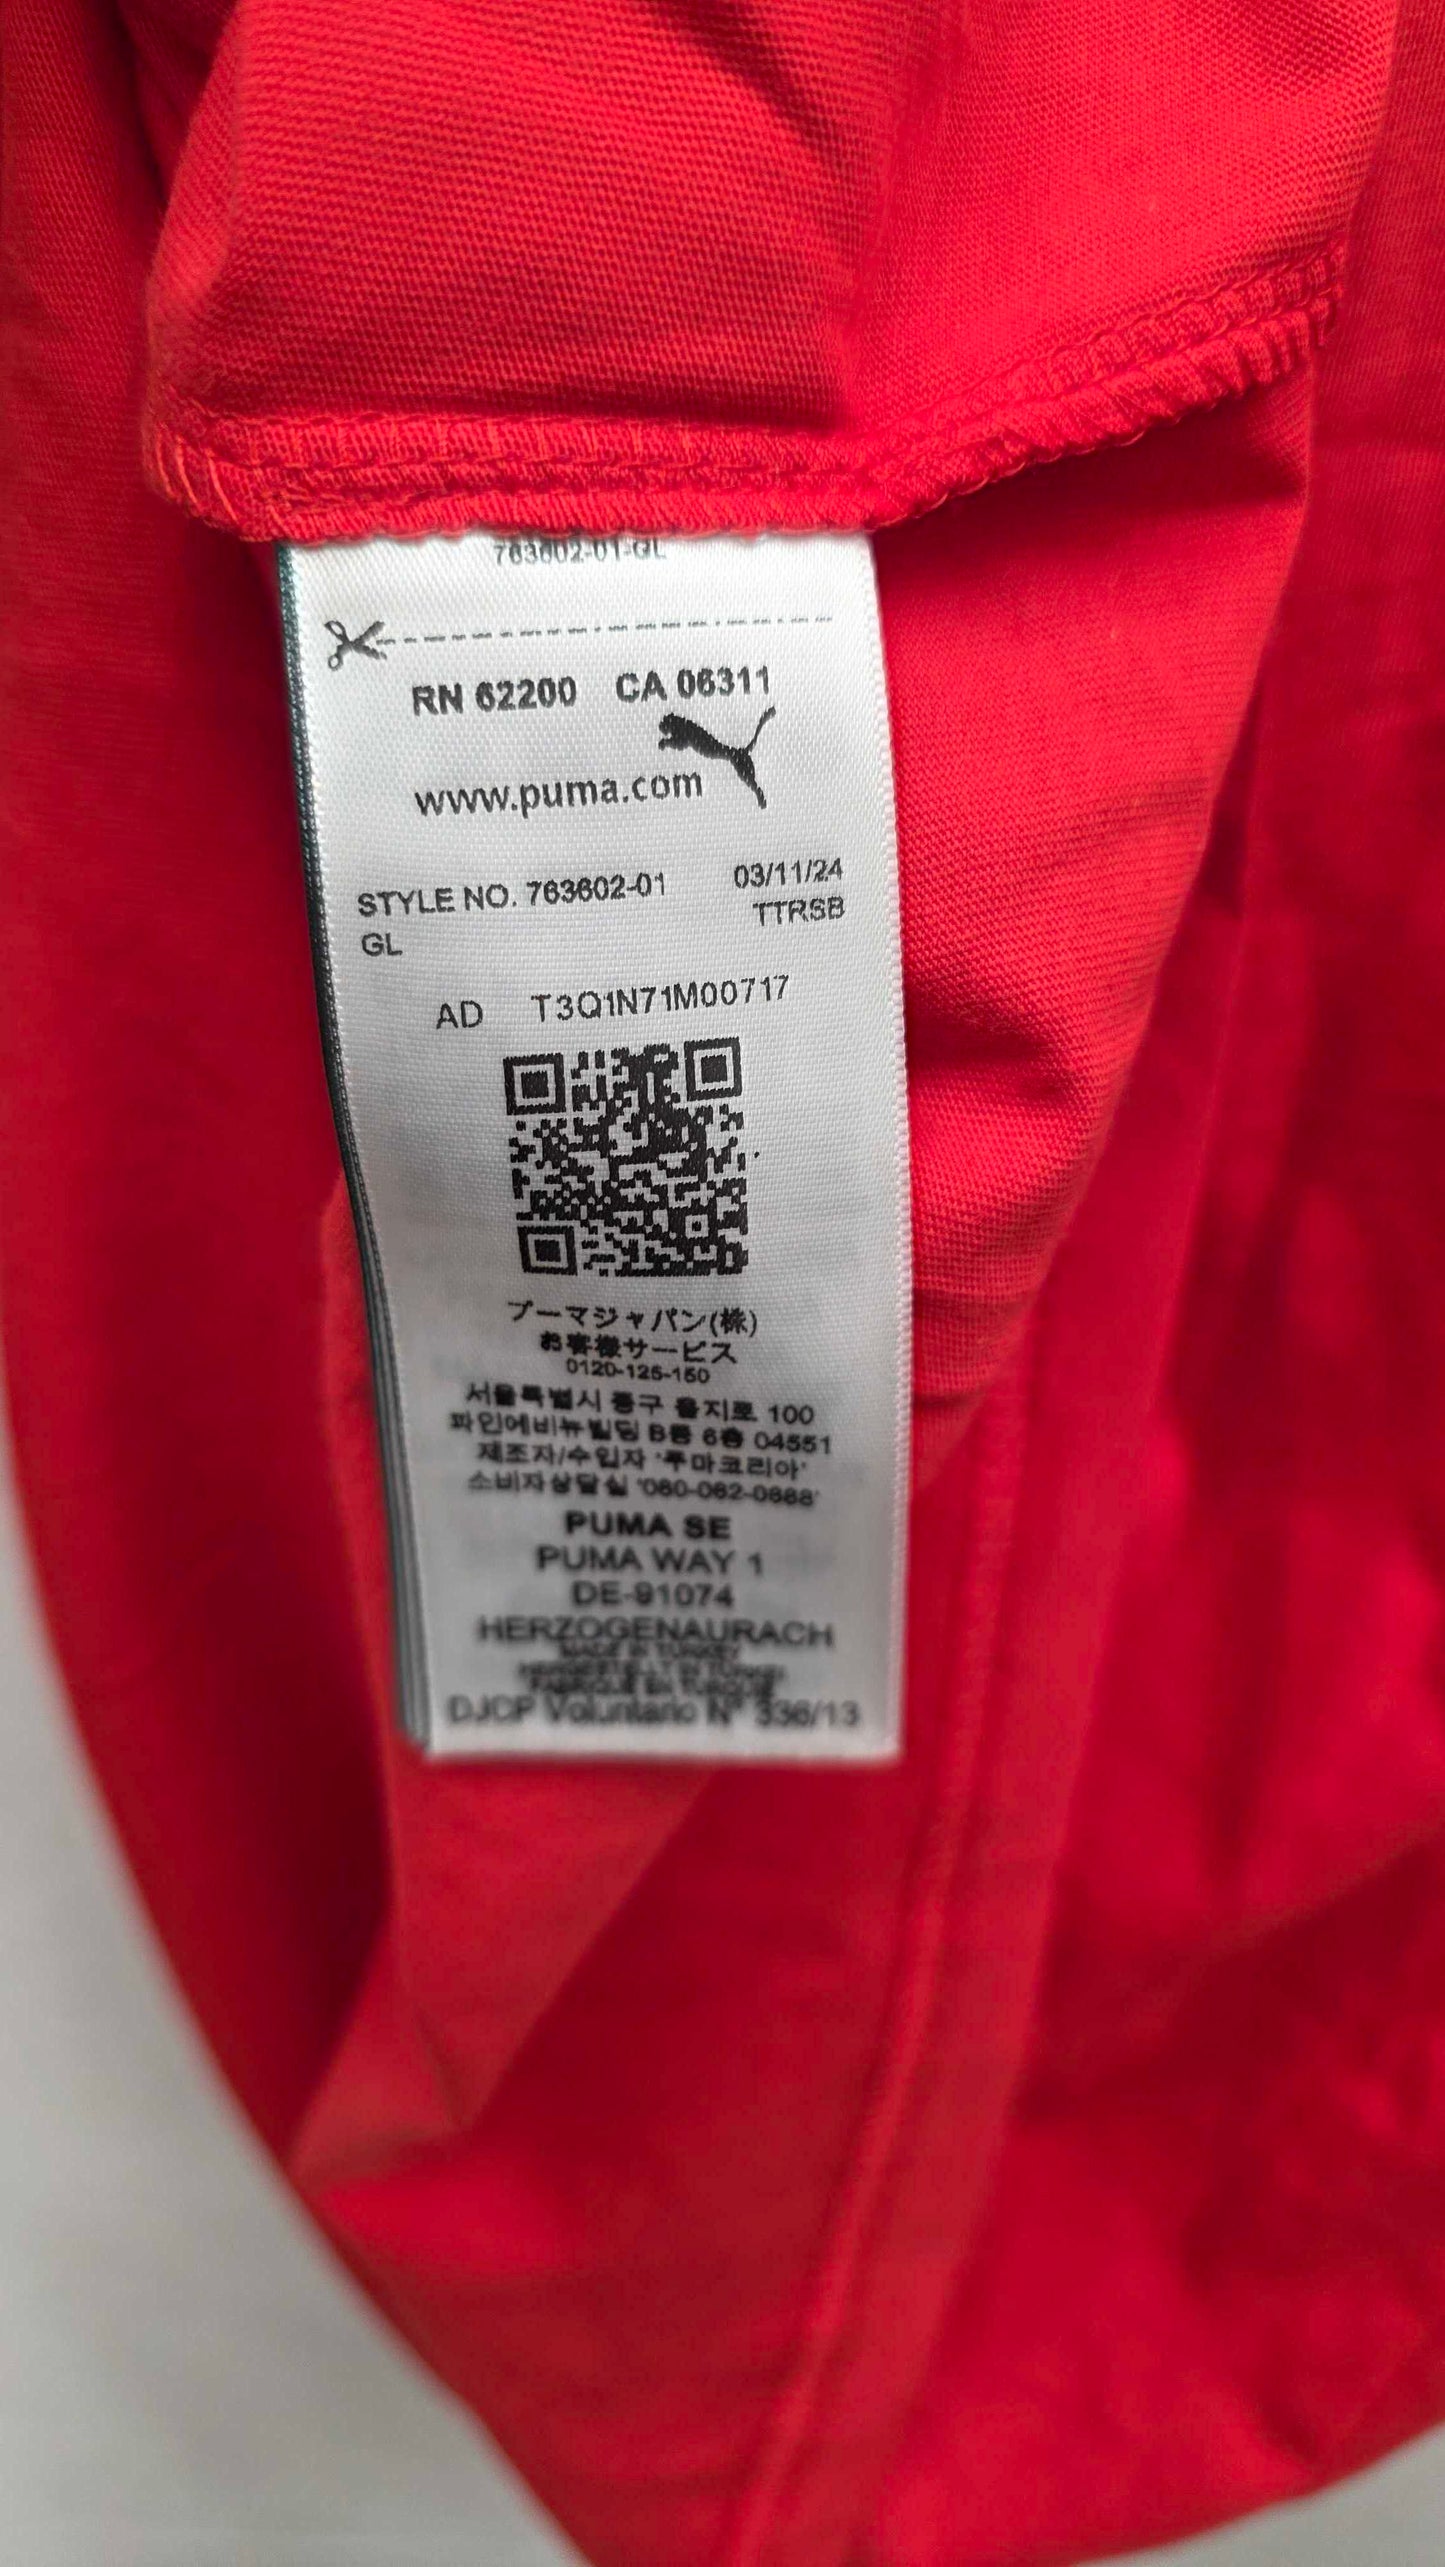 763602-01-GL
RN 62200 CA 06311
www.puma.com
STYLE NO. 763602-01 03/11/24
GL TTRSB
AD T3Q1N71M00717
プーマジャパン(株)
お客様サービス
0120-125-150
서울특별시 중구 을지로 100
파인에비뉴빌딩 B동 6층 04551
제조자/수입자 '푸마코리아'
소비자상담실 '080-062-0888'
PUMA SE
PUMA WAY 1
DE-91074
HERZOGENAURACH
MADE IN TURKEY
FABRIQUÉ EN TURQUIE
DJCP Voluntario Nº 336/13